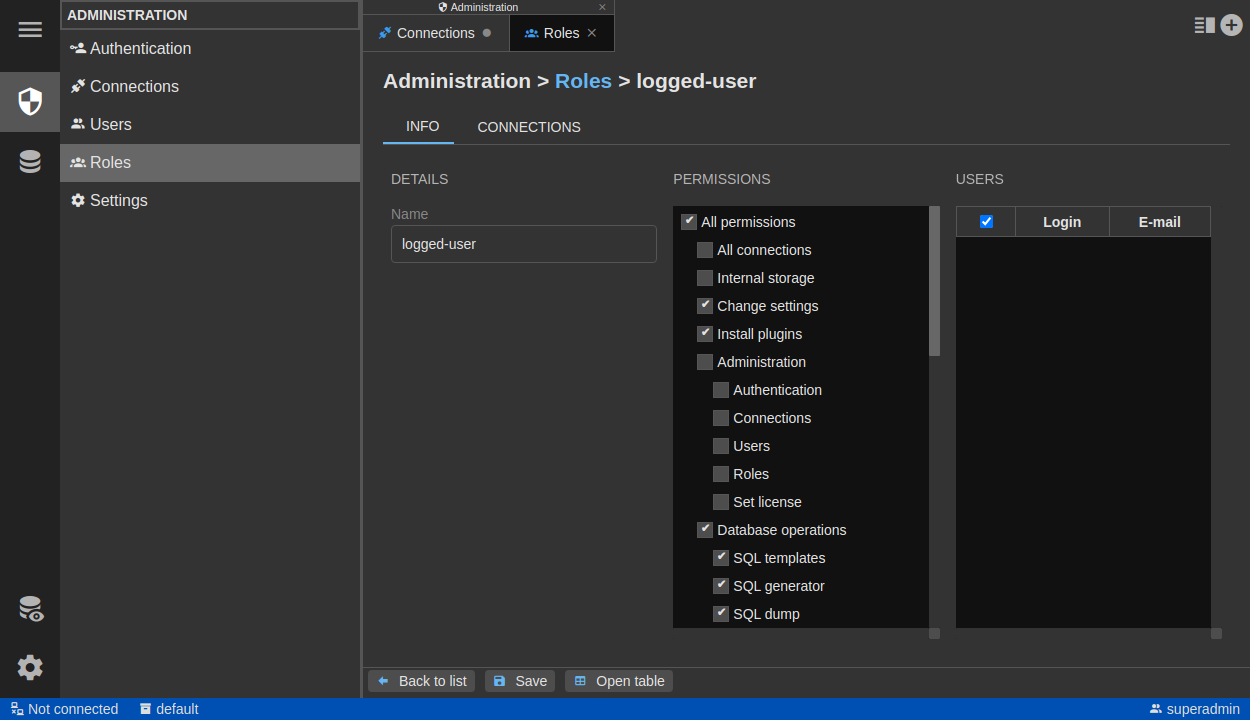 ADMINISTRATION
Authentication
Connections
Users
Roles
Settings
Administration
Connections
Roles
Administration > Roles > logged-user
INFO
CONNECTIONS
DETAILS
Name
logged-user
PERMISSIONS
All permissions
All connections
Internal storage
Change settings
Install plugins
Administration
Authentication
Connections
Users
Roles
Set license
Database operations
SQL templates
SQL generator
SQL dump
USERS
Login E-mail
Back to list Save Open table
Not connected default superadmin